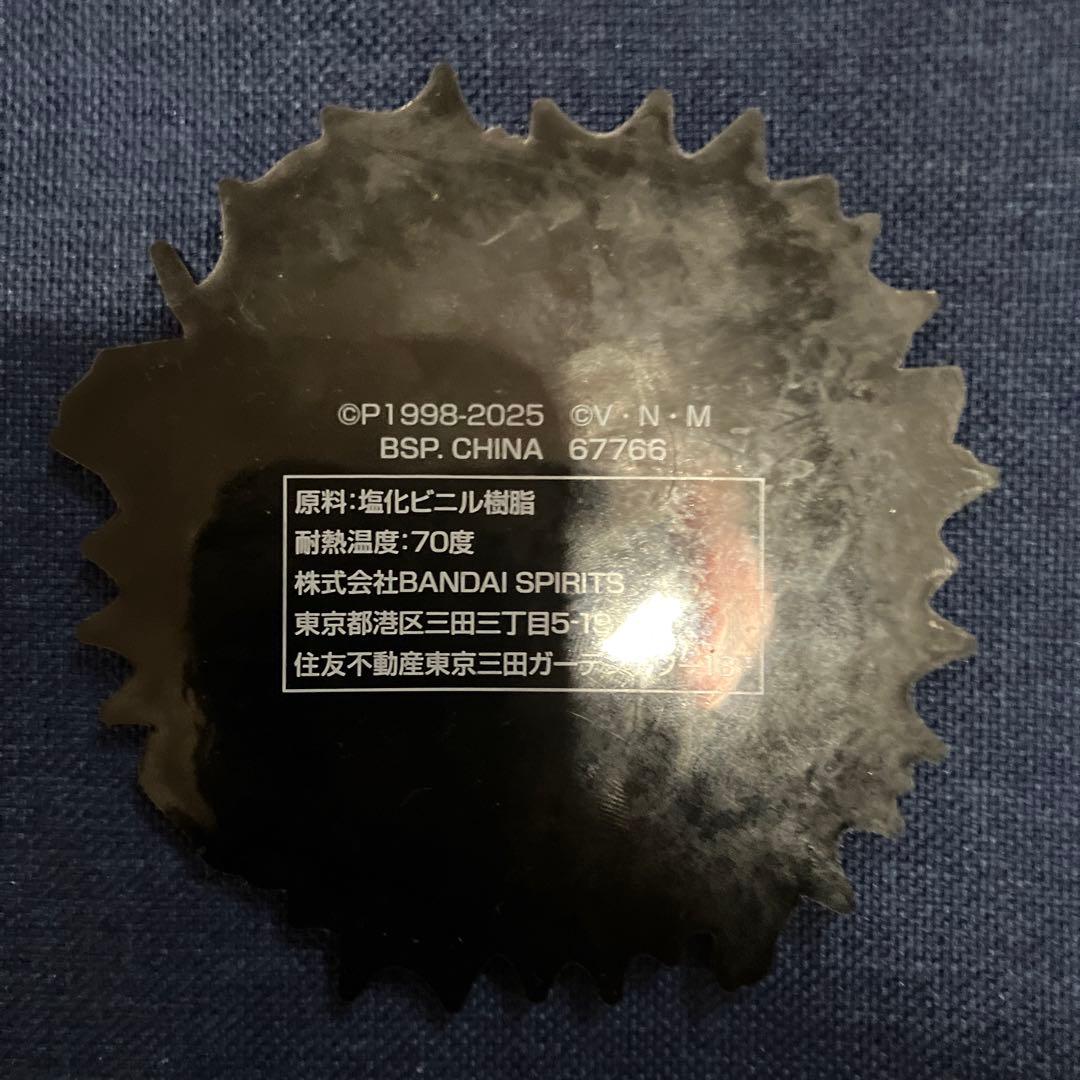 ©P1998-2025 ©V・N・M
BSP. CHINA 67766
原料:塩化ビニル樹脂
耐熱温度:70度
株式会社BANDAI SPIRITS
東京都港区三田三丁目5-19
住友不動産東京三田ガーデン